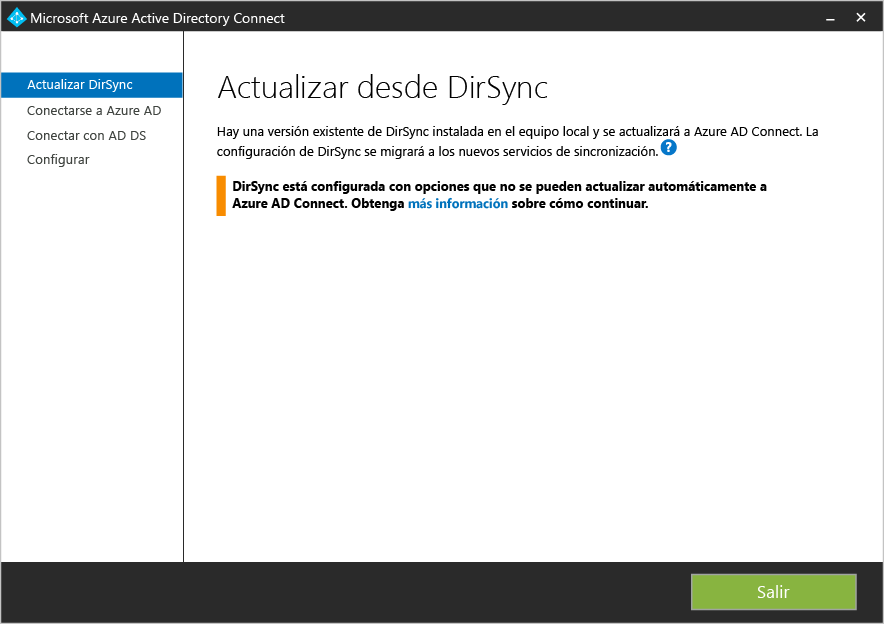 Microsoft Azure Active Directory Connect
Actualizar DirSync
Conectarse a Azure AD
Conectar con AD DS
Configurar
Actualizar desde DirSync
Hay una versión existente de DirSync instalada en el equipo local y se actualizará a Azure AD Connect. La
configuración de DirSync se migrará a los nuevos servicios de sincronización. ?
DirSync está configurada con opciones que no se pueden actualizar automáticamente a
Azure AD Connect. Obtenga más información sobre cómo continuar.
Salir